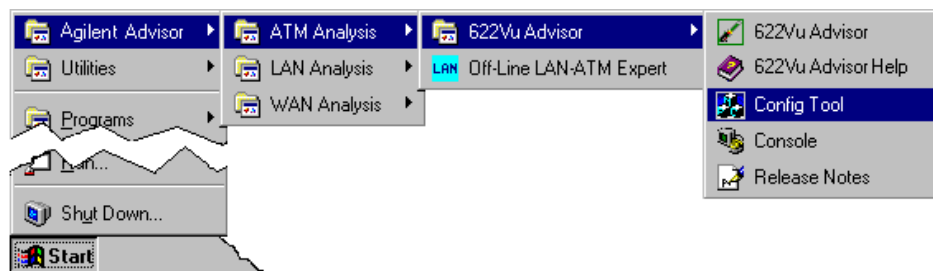 Agilent Advisor
Utilities
Programs
Run...
Shut Down...
Start
ATM Analysis
LAN Analysis
WAN Analysis
622Vu Advisor
LAN Off-Line LAN-ATM Expert
622Vu Advisor
622Vu Advisor Help
Config Tool
Console
Release Notes